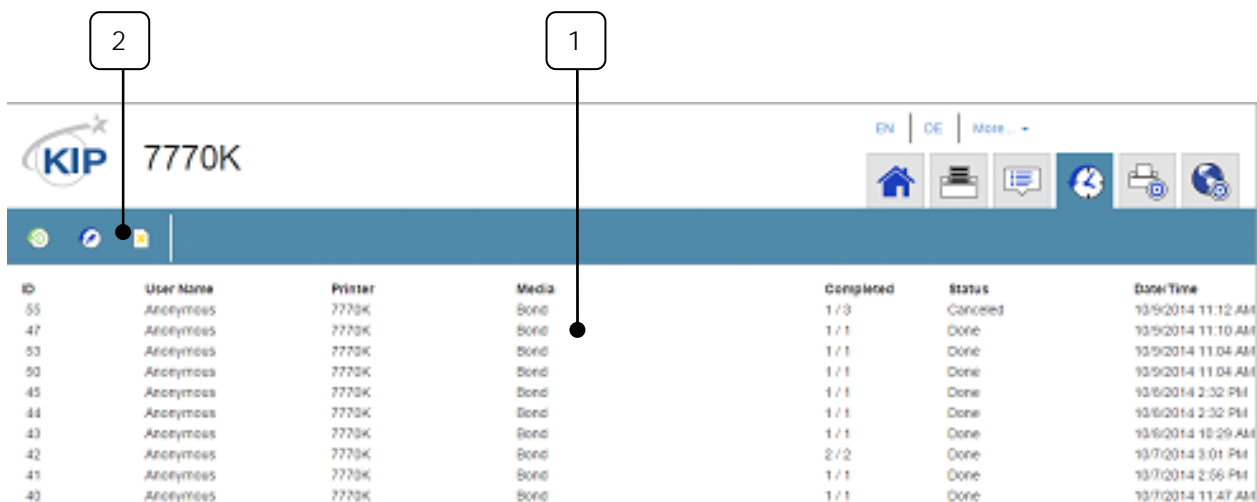 2 1
KIP 7770K EN DE More...
ID User Name Printer Media Completed Status Date/Time
55 Anonymous 7770K Bond 1 / 3 Canceled 10/9/2014 11:12 AM
47 Anonymous 7770K Bond 1 / 1 Done 10/9/2014 11:10 AM
53 Anonymous 7770K Bond 1 / 1 Done 10/9/2014 11:04 AM
50 Anonymous 7770K Bond 1 / 1 Done 10/9/2014 11:04 AM
45 Anonymous 7770K Bond 1 / 1 Done 10/8/2014 2:32 PM
44 Anonymous 7770K Bond 1 / 1 Done 10/8/2014 2:32 PM
43 Anonymous 7770K Bond 1 / 1 Done 10/8/2014 10:29 AM
42 Anonymous 7770K Bond 2 / 2 Done 10/7/2014 3:01 PM
41 Anonymous 7770K Bond 1 / 1 Done 10/7/2014 2:56 PM
40 Anonymous 7770K Bond 1 / 1 Done 10/7/2014 11:47 AM